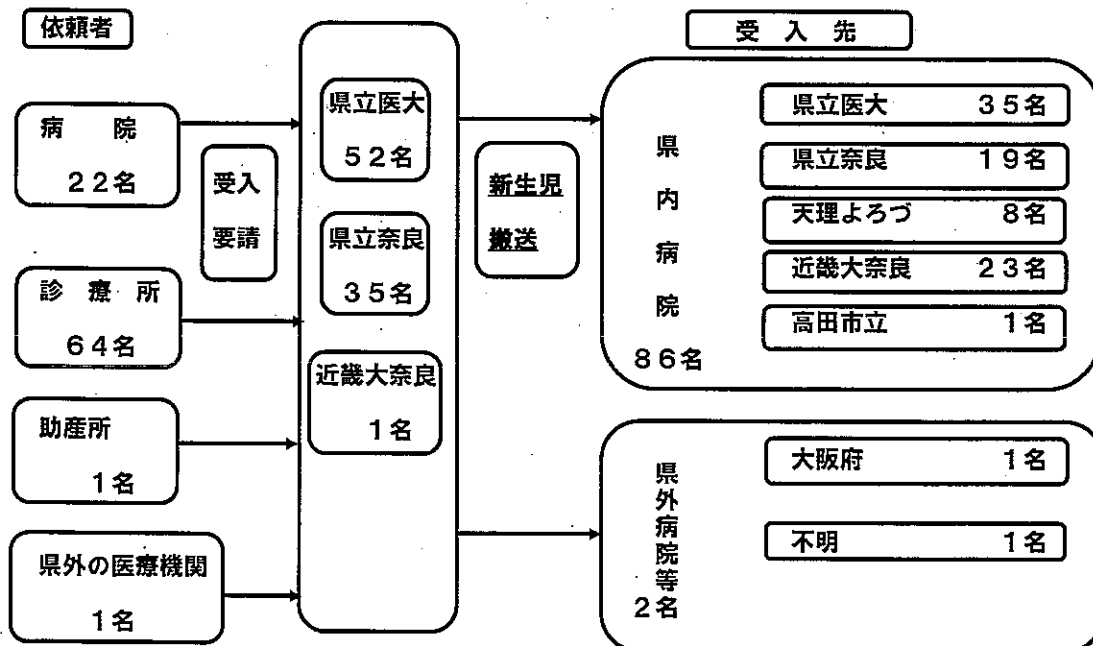 依頼者
病　院
22名
診療所
64名
助産所
1名
県外の医療機関
1名
受入
要請
県立医大
52名
県立奈良
35名
近畿大奈良
1名
新生児
搬送
受入先
県内病院
86名
県立医大　35名
県立奈良　19名
天理よろづ　8名
近畿大奈良　23名
高田市立　1名
県外病院等
2名
大阪府　1名
不明　1名